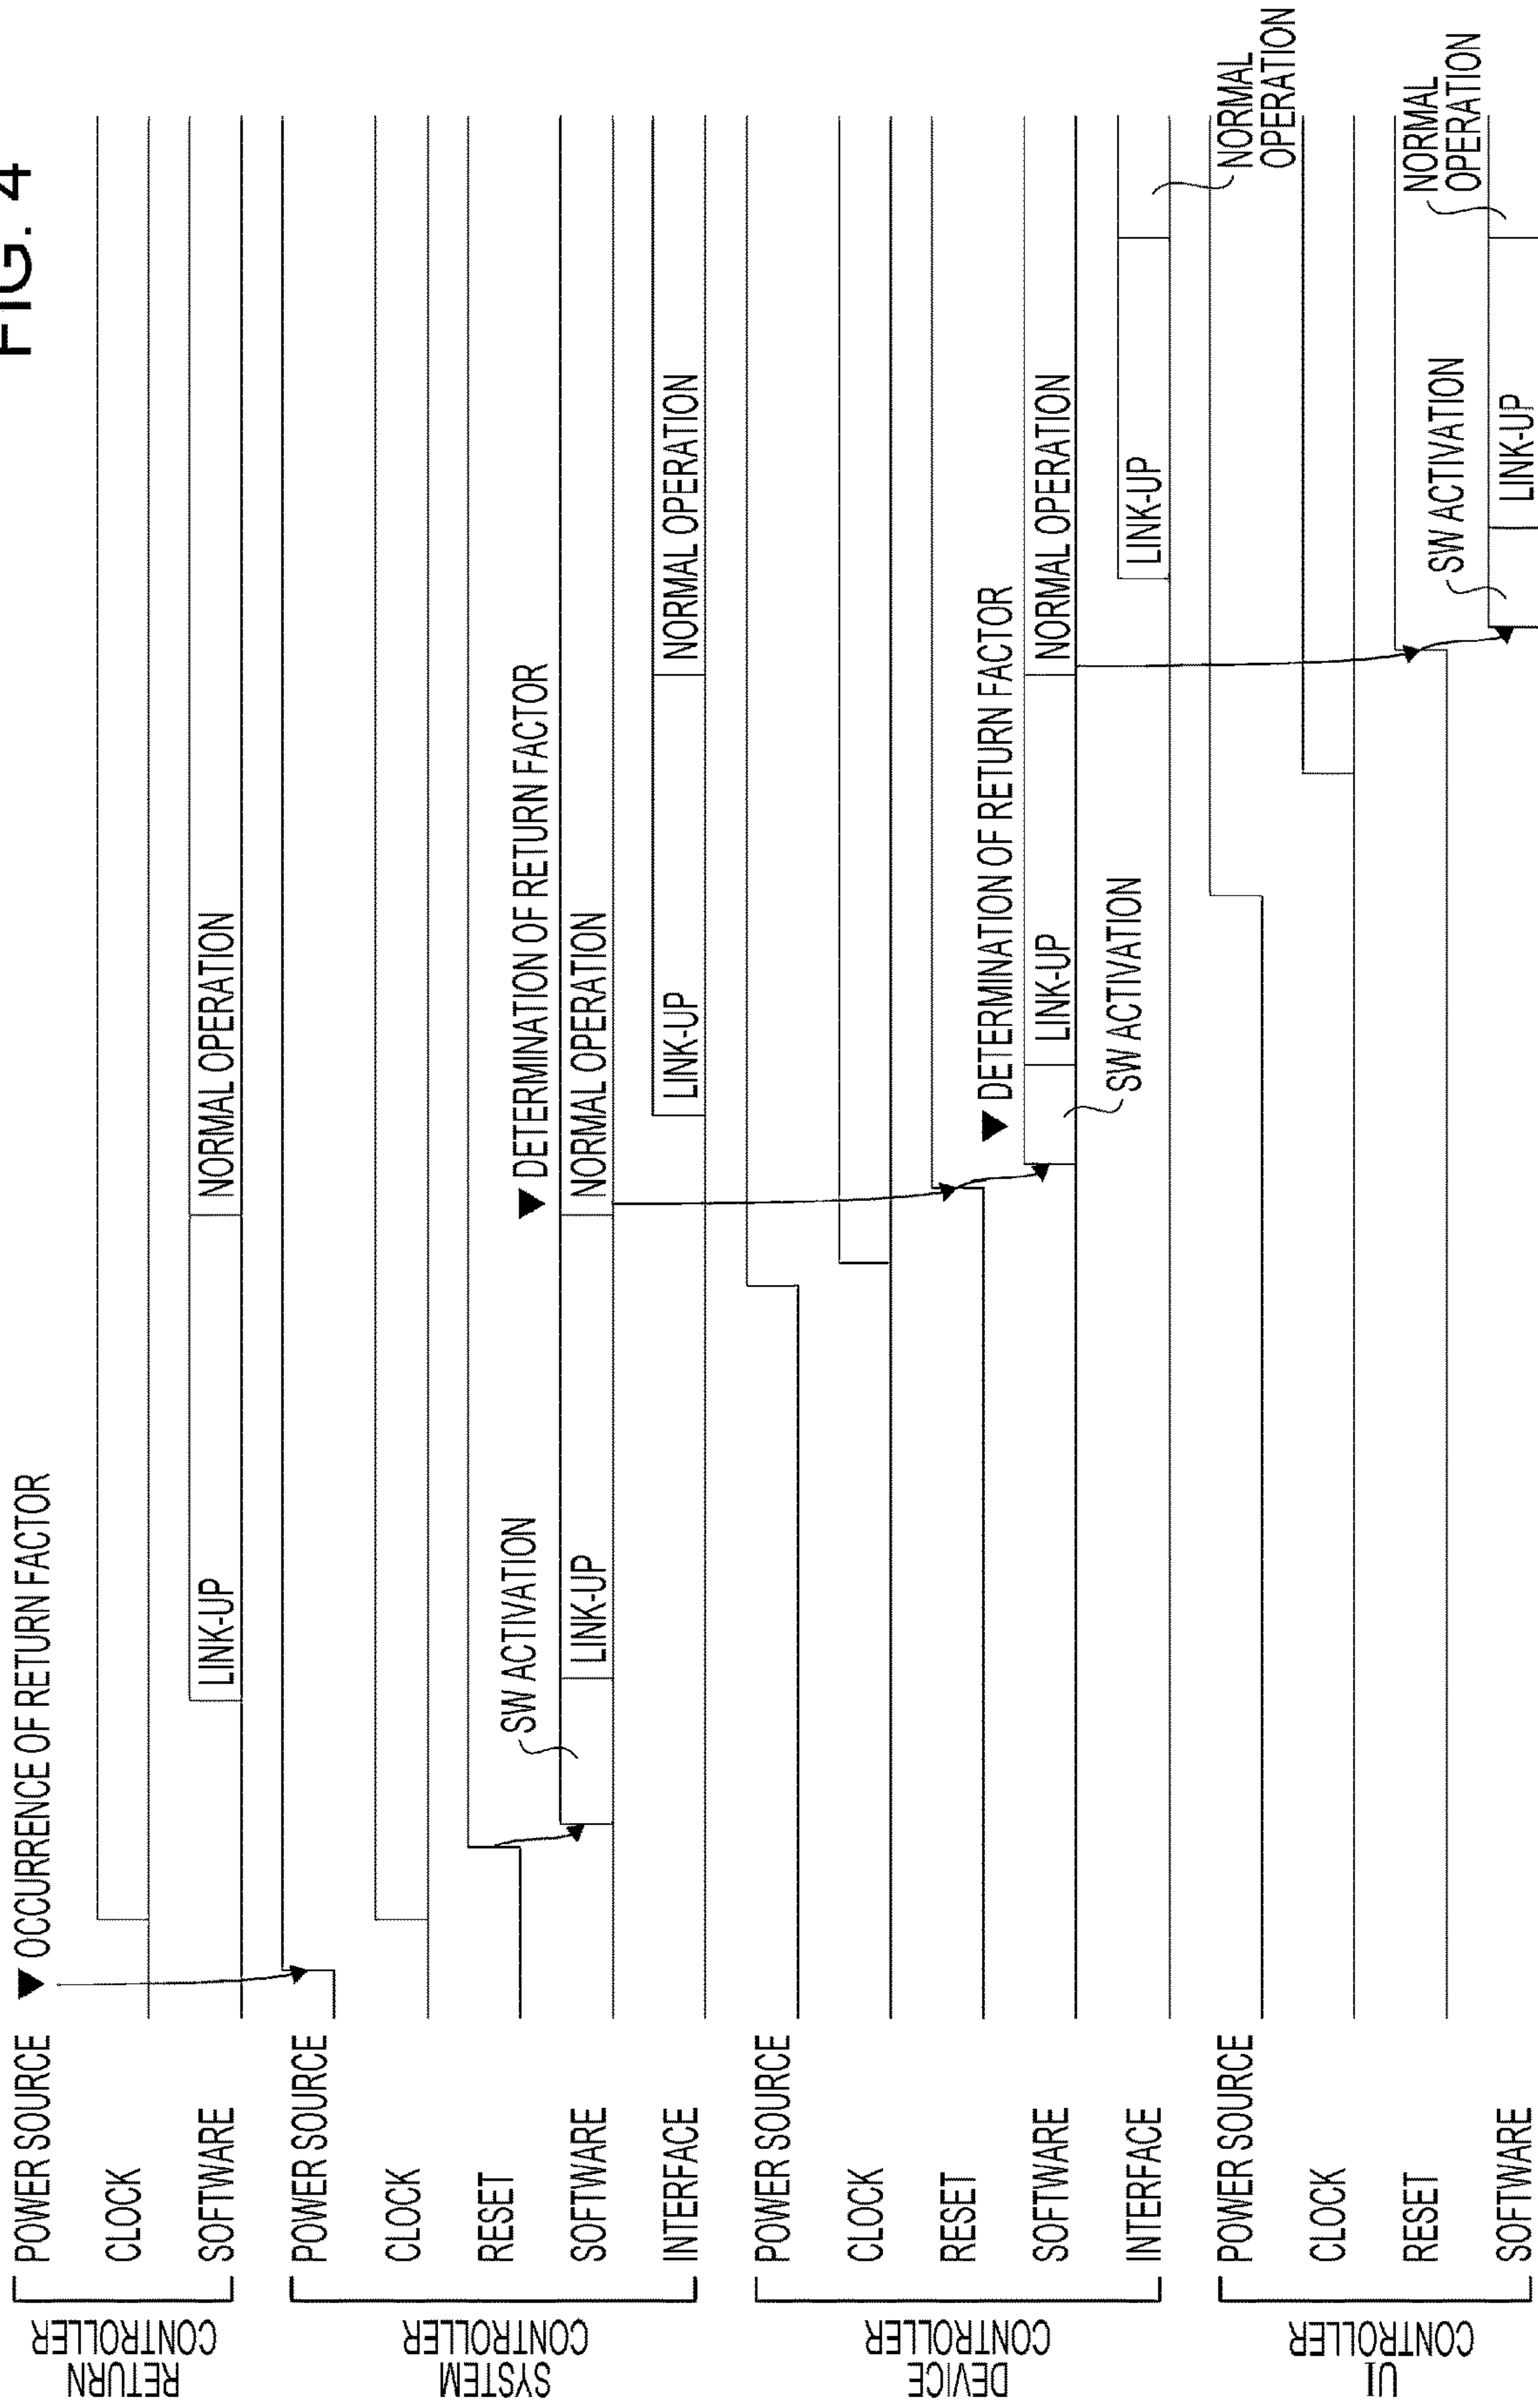 FIG. 4
RETURN
CONTROLLER
POWER SOURCE
▼ OCCURRENCE OF RETURN FACTOR
CLOCK
SOFTWARE
LINK-UP
NORMAL OPERATION
SYSTEM
CONTROLLER
POWER SOURCE
CLOCK
RESET
SW ACTIVATION
▼ DETERMINATION OF RETURN FACTOR
SOFTWARE
LINK-UP
NORMAL OPERATION
INTERFACE
LINK-UP
NORMAL OPERATION
DEVICE
CONTROLLER
POWER SOURCE
CLOCK
RESET
▼ DETERMINATION OF RETURN FACTOR
SOFTWARE
LINK-UP
NORMAL OPERATION
SW ACTIVATION
INTERFACE
LINK-UP
NORMAL
OPERATION
UI
CONTROLLER
POWER SOURCE
CLOCK
RESET
SW ACTIVATION
NORMAL
OPERATION
SOFTWARE
LINK-UP